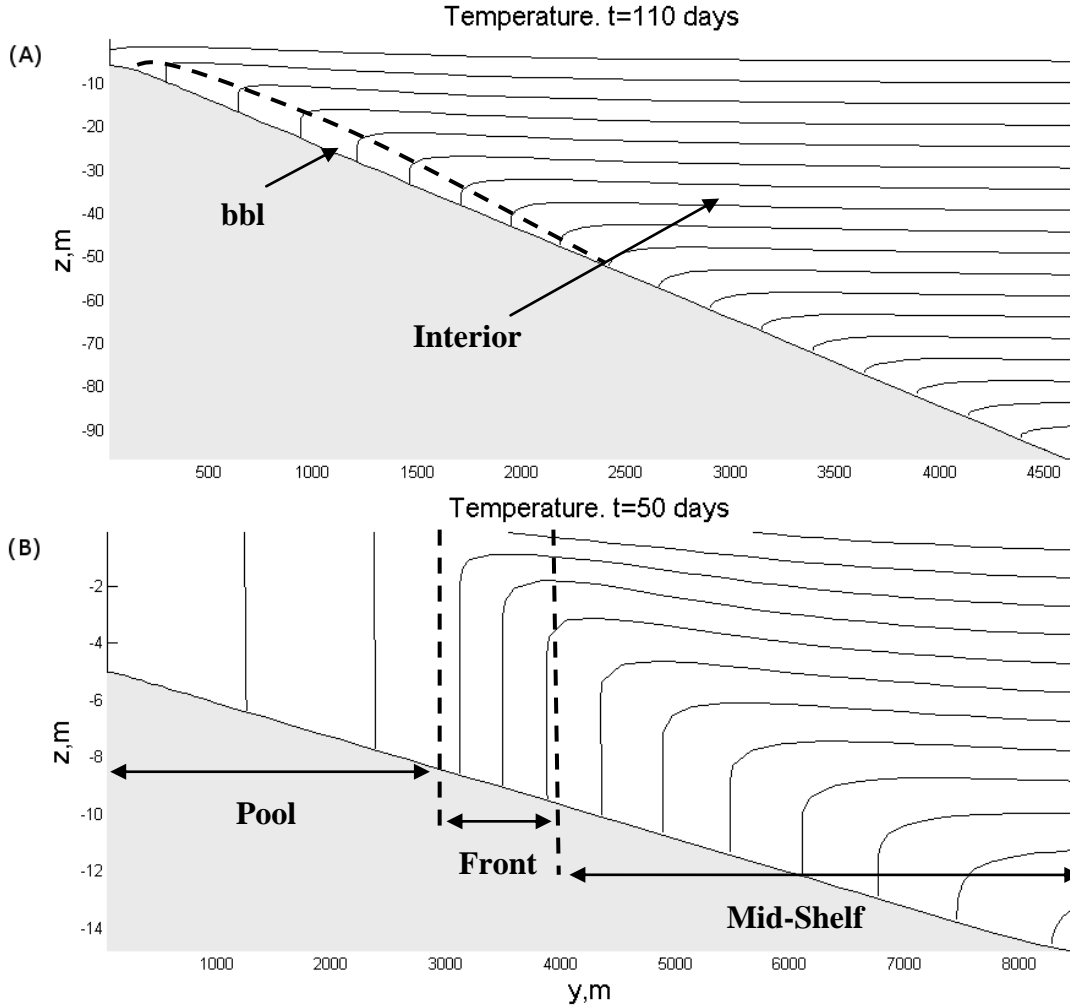 Temperature. t=110 days
(A)
-10
-20
-30
-40
-50
-60
-70
-80
-90
z,m
bbl
Interior
500 1000 1500 2000 2500 3000 3500 4000 4500
Temperature. t=50 days
(B)
-2
-4
-6
-8
-10
-12
-14
z,m
Pool
Front
Mid-Shelf
1000 2000 3000 4000 5000 6000 7000 8000
y,m